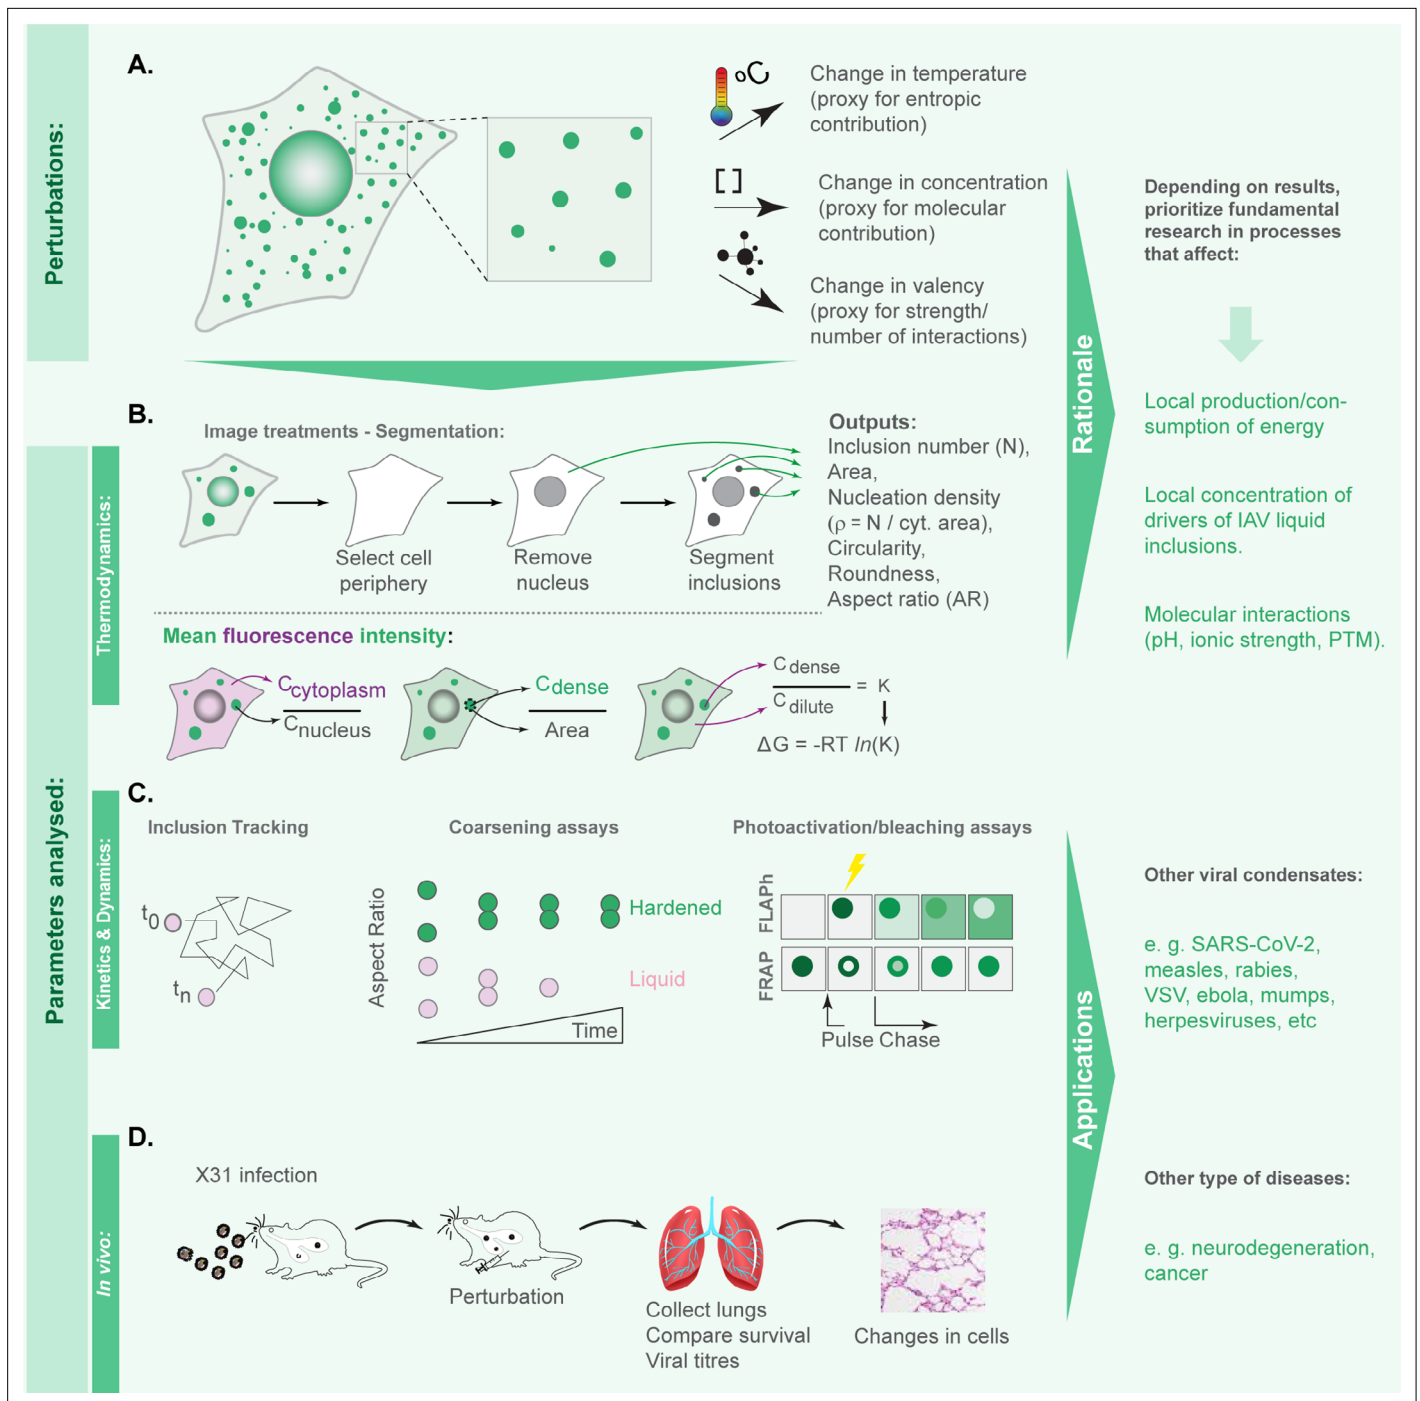 Perturbations:
A.
°C
Change in temperature
(proxy for entropic
contribution)
[ ]
Change in concentration
(proxy for molecular
contribution)
Change in valency
(proxy for strength/
number of interactions)
Rationale
Depending on results,
prioritize fundamental
research in processes
that affect:
Local production/con-
sumption of energy
Local concentration of
drivers of IAV liquid
inclusions.
Molecular interactions
(pH, ionic strength, PTM).
Parameters analysed:
Thermodynamics:
B.
Image treatments - Segmentation:
Select cell
periphery
Remove
nucleus
Segment
inclusions
Outputs:
Inclusion number (N),
Area,
Nucleation density
(ρ = N / cyt. area),
Circularity,
Roundness,
Aspect ratio (AR)
Mean fluorescence intensity:
C cytoplasm
C nucleus
C dense
Area
C dense
C dilute
= K
ΔG = -RT ln(K)
Kinetics & Dynamics:
C.
Inclusion Tracking
t0
tn
Coarsening assays
Aspect Ratio
Hardened
Liquid
Time
Photoactivation/bleaching assays
FLAPh
FRAP
Pulse Chase
Applications
Other viral condensates:
e. g. SARS-CoV-2,
measles, rabies,
VSV, ebola, mumps,
herpesviruses, etc
Other type of diseases:
e. g. neurodegeneration,
cancer
In vivo:
D.
X31 infection
Perturbation
Collect lungs
Compare survival
Viral titres
Changes in cells